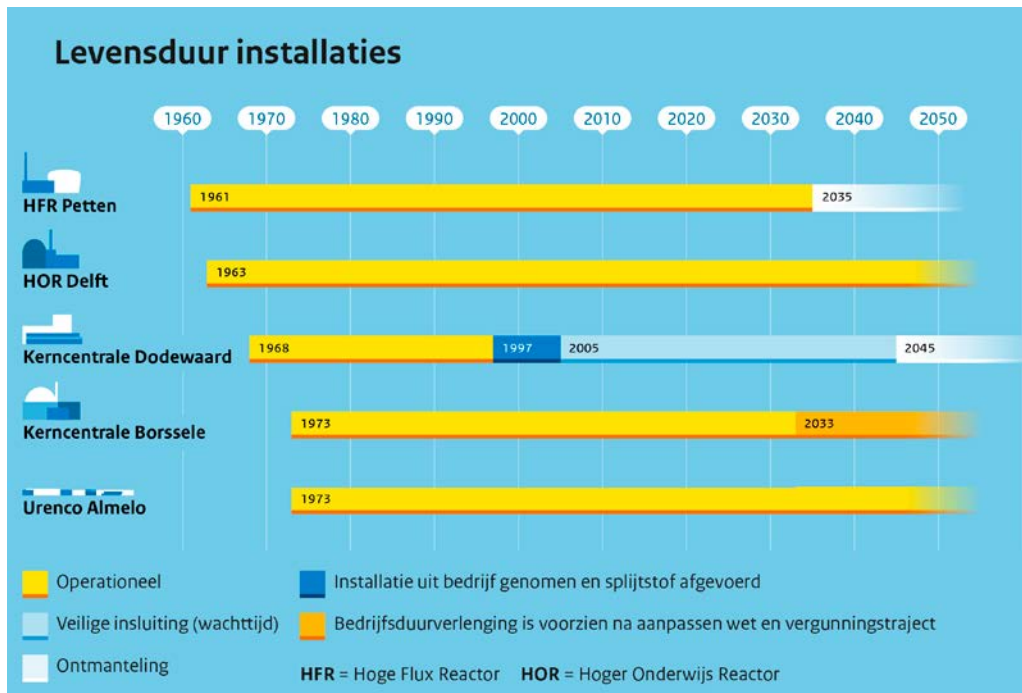 Levensduur installaties
1960 1970 1980 1990 2000 2010 2020 2030 2040 2050
HFR Petten
1961 2035
HOR Delft
1963
Kerncentrale Dodewaard
1968 1997 2005 2045
Kerncentrale Borssele
1973 2033
Urenco Almelo
1973
Operationeel
Installatie uit bedrijf genomen en splijtstof afgevoerd
Veilige insluiting (wachttijd)
Bedrijfsduurverlenging is voorzien na aanpassen wet en vergunningstraject
Ontmanteling
HFR = Hoge Flux Reactor HOR = Hoger Onderwijs Reactor